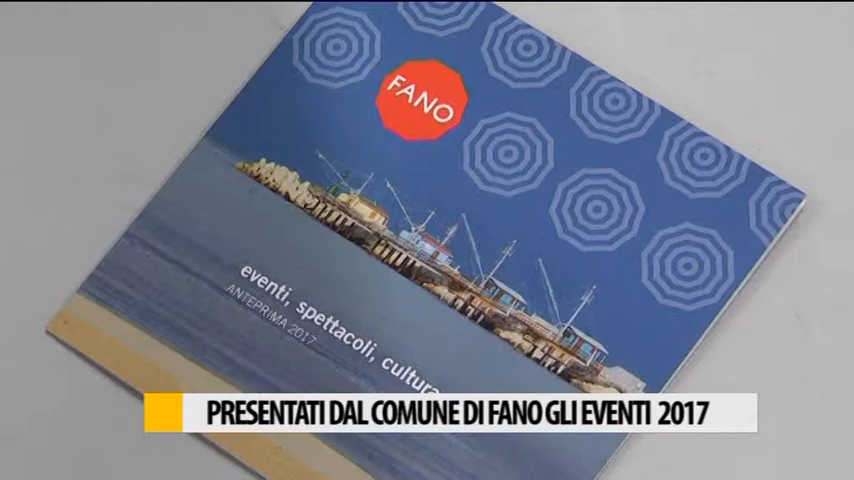 FANO
eventi, spettacoli, cultura
ANTEPRIMA 2017
PRESENTATI DAL COMUNE DI FANO GLI EVENTI 2017